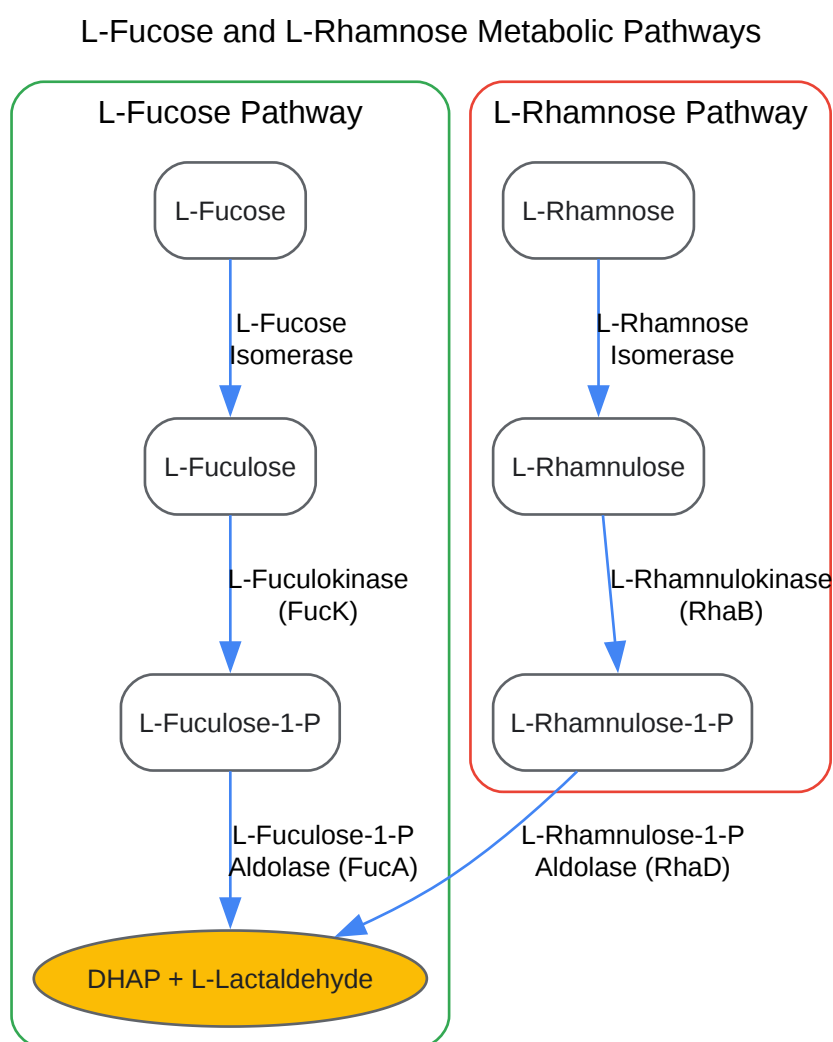 L-Fucose and L-Rhamnose Metabolic Pathways
L-Fucose Pathway
L-Fucose
L-Fucose
Isomerase
L-Fuculose
L-Fuculokinase
(FucK)
L-Fuculose-1-P
L-Fuculose-1-P
Aldolase (FucA)
DHAP + L-Lactaldehyde
L-Rhamnose Pathway
L-Rhamnose
L-Rhamnose
Isomerase
L-Rhamnulose
L-Rhamnulokinase
(RhaB)
L-Rhamnulose-1-P
L-Rhamnulose-1-P
Aldolase (RhaD)